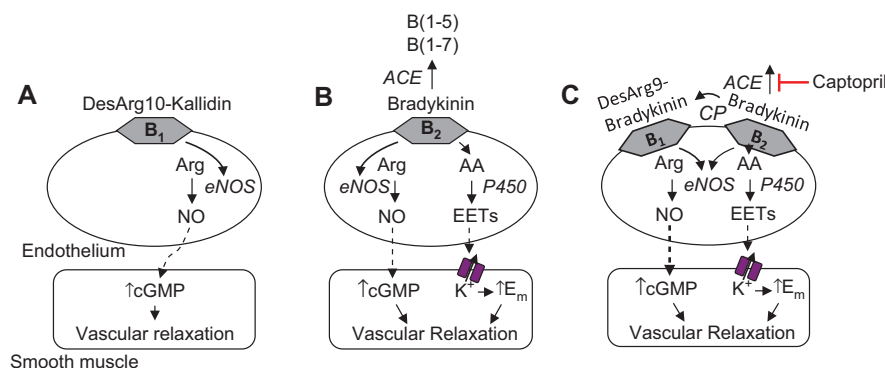 A
DesArg10-Kallidin
B₁
Arg
eNOS
NO
Endothelium
↑cGMP
Vascular relaxation
Smooth muscle
B
B(1-5)
B(1-7)
ACE
Bradykinin
B₂
Arg
AA
eNOS
P450
NO
EETs
↑cGMP
K⁺
↑Eₘ
Vascular Relaxation
C
ACE
Captopril
DesArg9-
Bradykinin
CP
Bradykinin
B₁
B₂
Arg
AA
eNOS
P450
NO
EETs
↑cGMP
K⁺
↑Eₘ
Vascular Relaxation